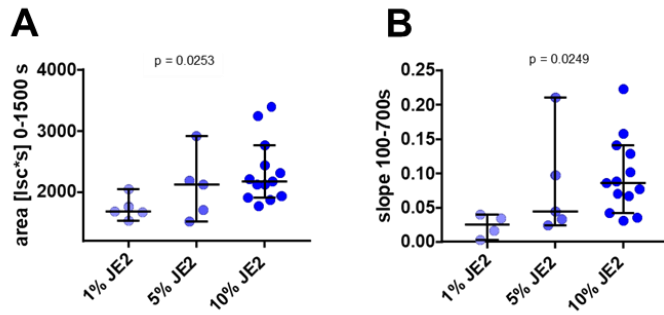 A
p = 0.0253
area [Isc*s] 0-1500 s
4000
3000
2000
1% JE2
5% JE2
10% JE2
B
p = 0.0249
slope 100-700s
0.25
0.20
0.15
0.10
0.05
0.00
1% JE2
5% JE2
10% JE2